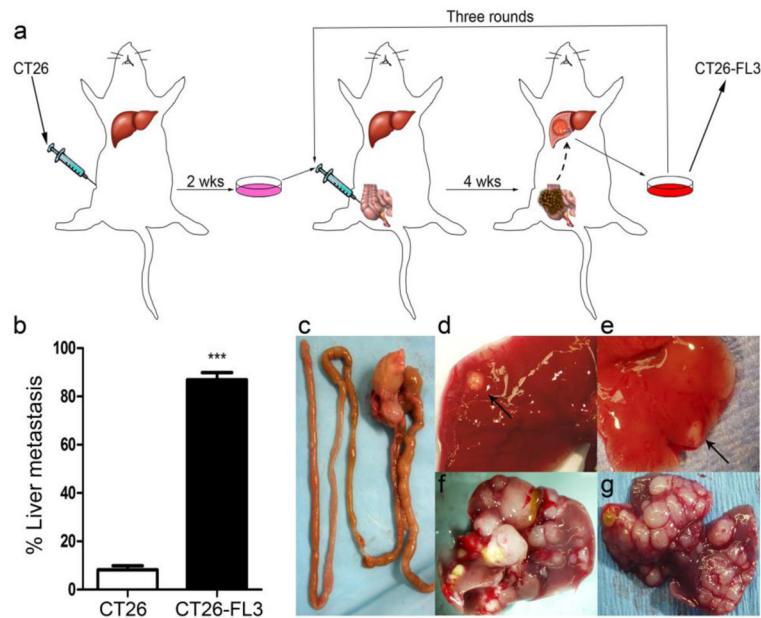 a
Three rounds
CT26
CT26-FL3
2 wks
4 wks
b
c
d
e
f
g
***
100
80
60
40
20
0
% Liver metastasis
CT26
CT26-FL3